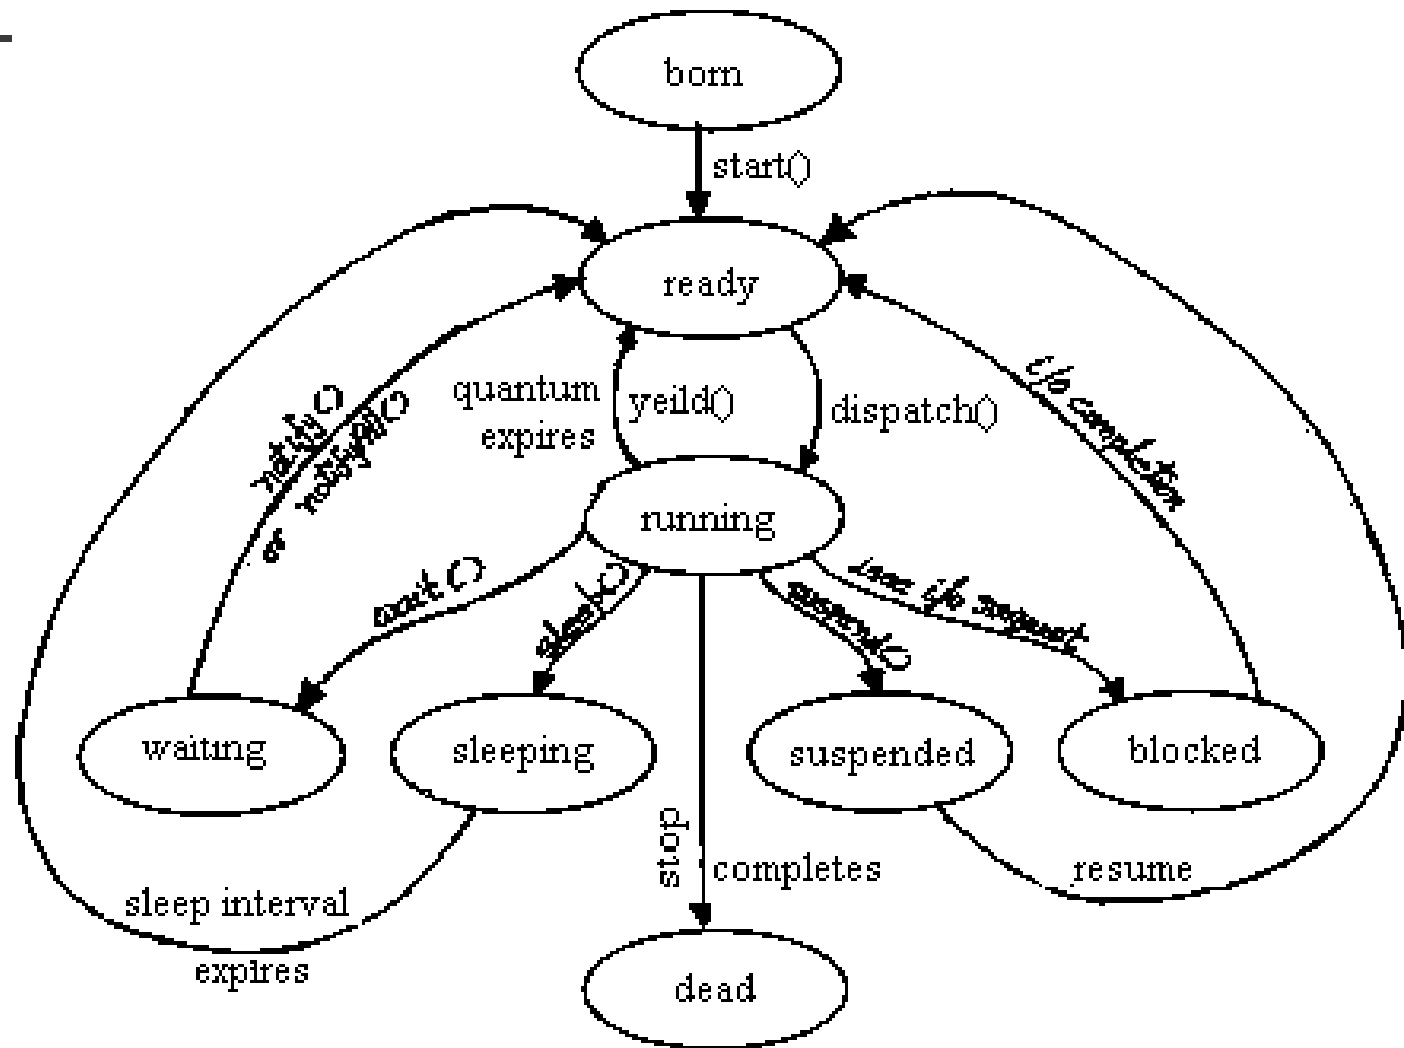 born
start()
ready
quantum
expires
yeild()
dispatch()
notify()
or notifyall()
i/o completion
running
wait()
sleep()
suspend()
issue i/o request
waiting
sleeping
suspended
blocked
stop
completes
resume
sleep interval
expires
dead